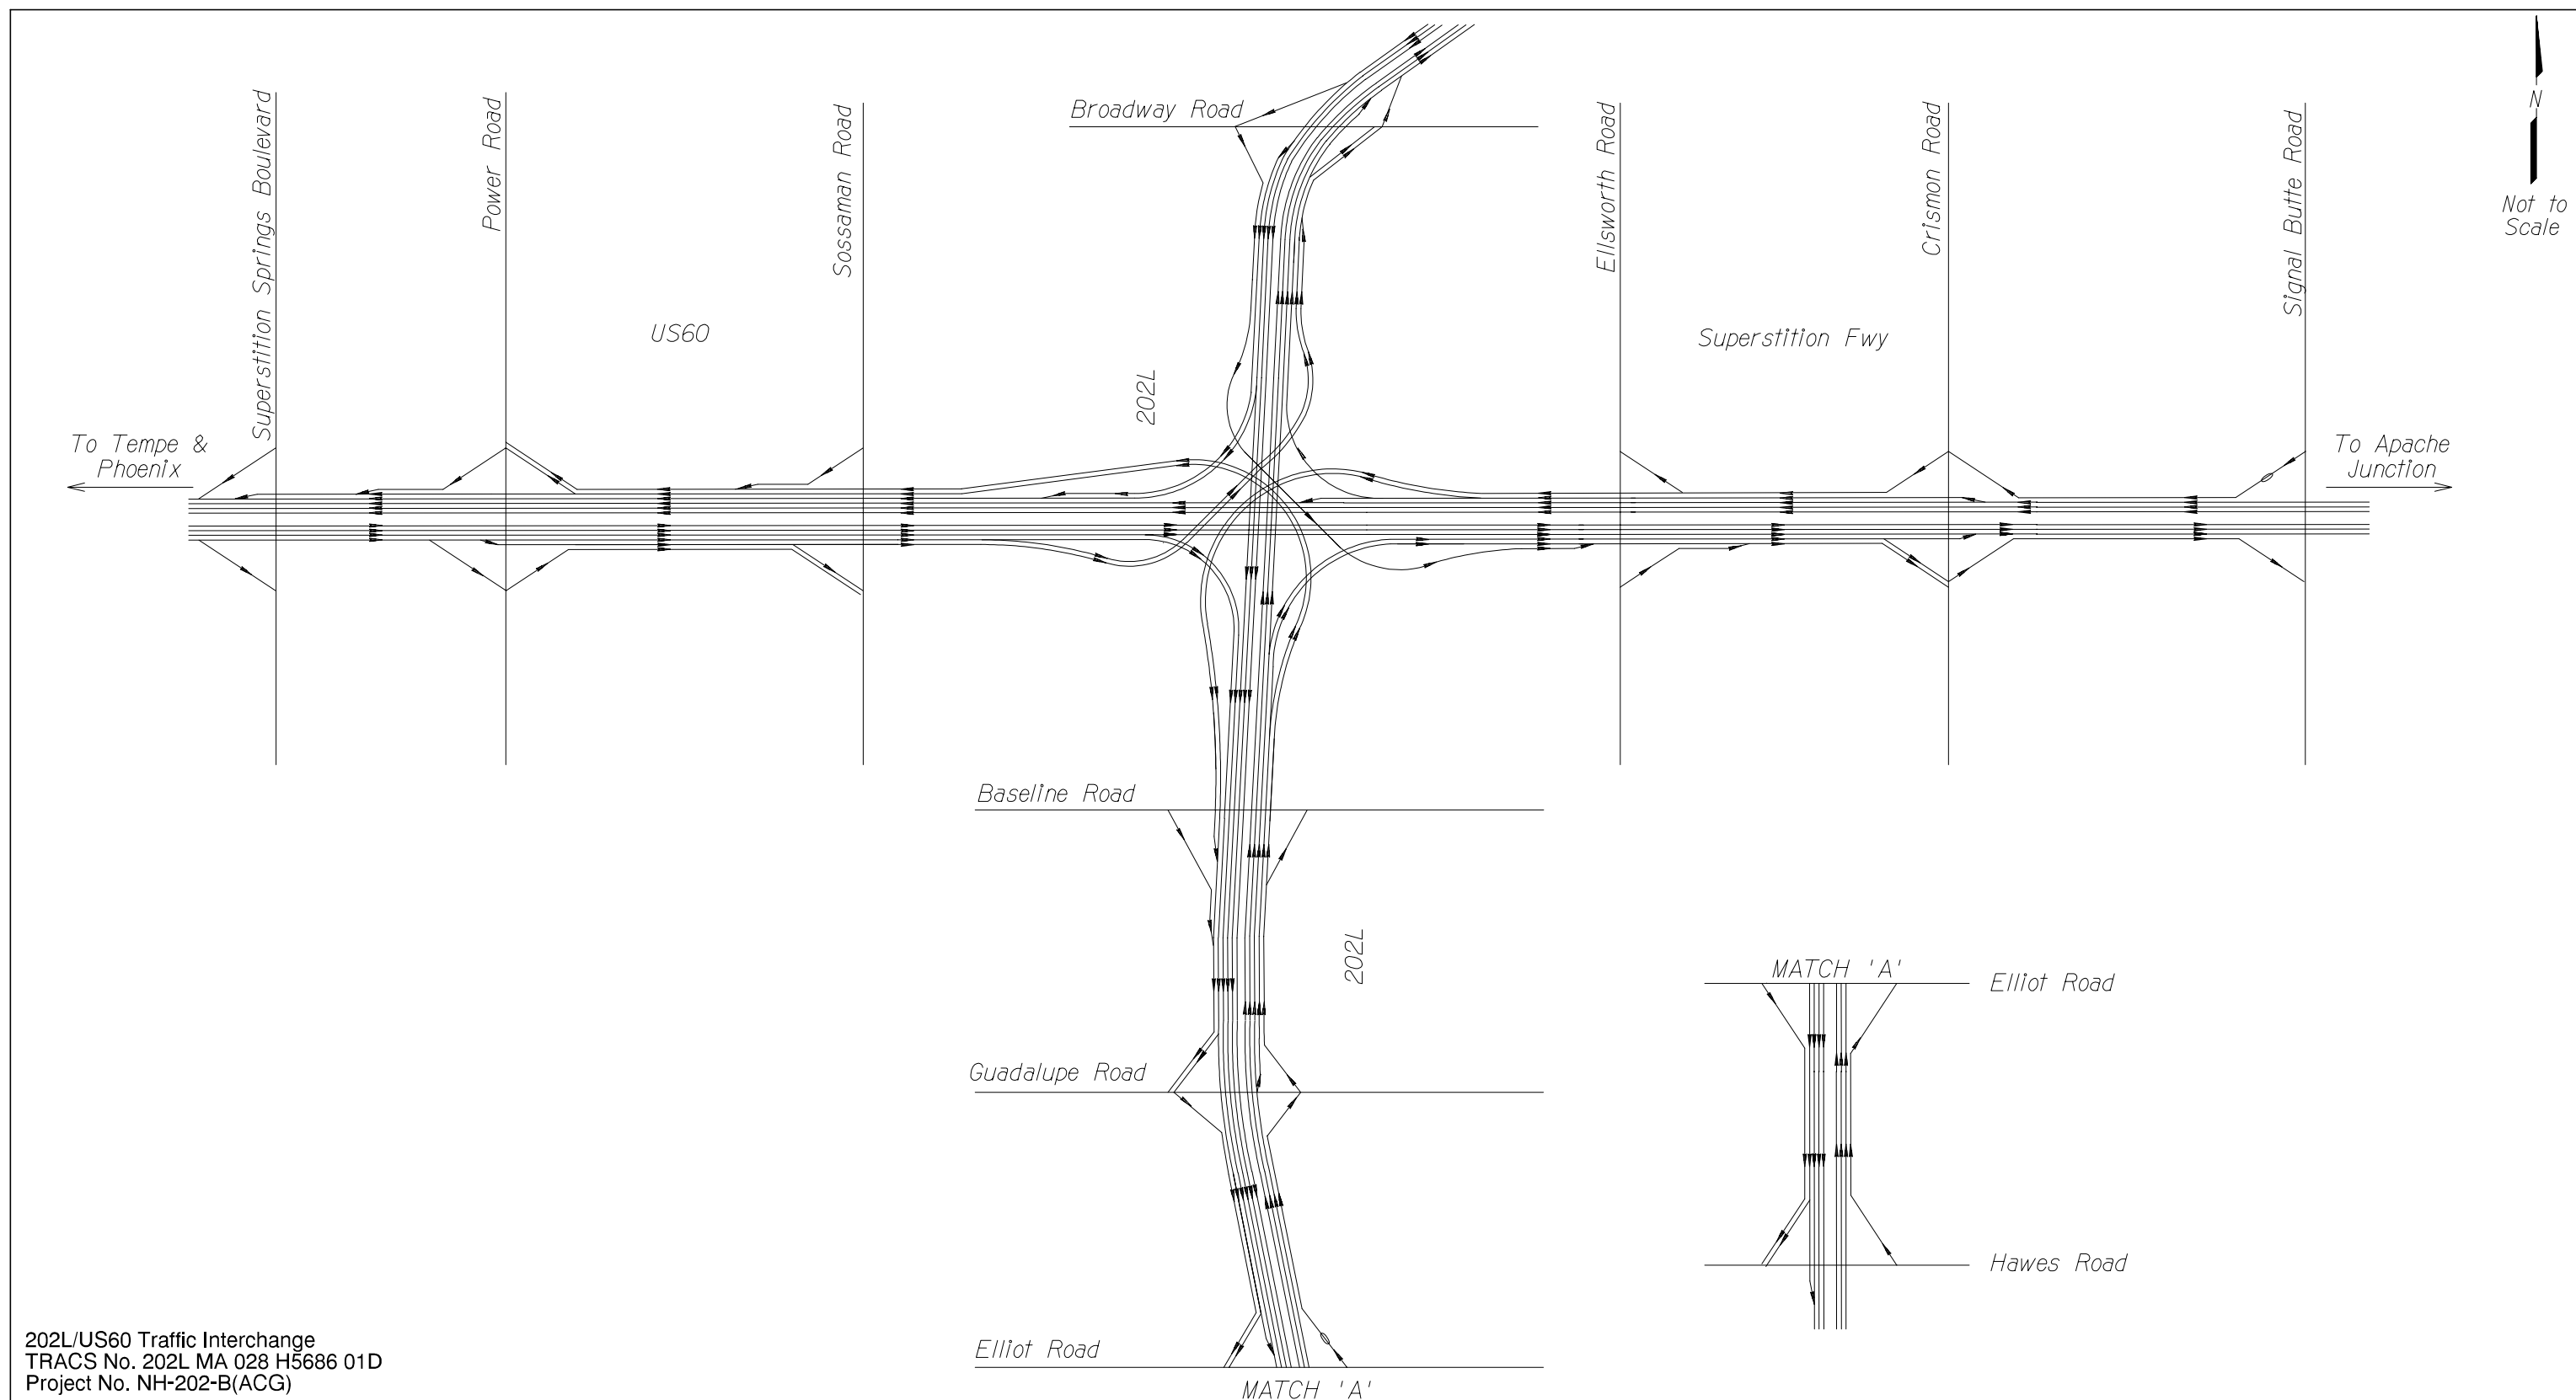 Broadway Road
Superstition Springs Boulevard
Power Road
Sossaman Road
Ellsworth Road
Crismon Road
Signal Butte Road
N
Not to
Scale
US60
Superstition Fwy
202L
To Tempe &
Phoenix
To Apache
Junction
Baseline Road
202L
Guadalupe Road
MATCH 'A'
Elliot Road
Hawes Road
Elliot Road
MATCH 'A'
202L/US60 Traffic Interchange
TRACS No. 202L MA 028 H5686 01D
Project No. NH-202-B(ACG)